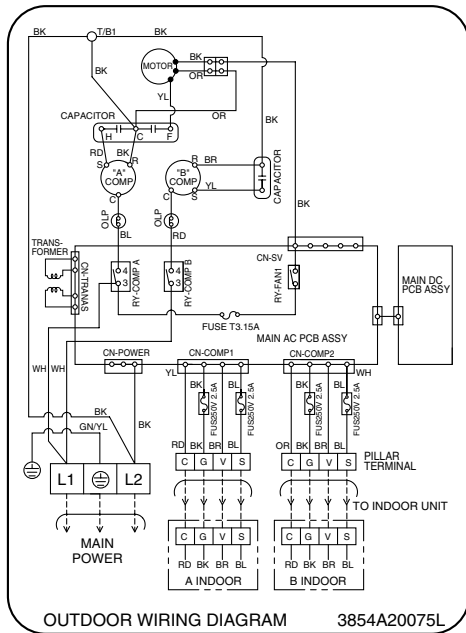 BK T/B1 BK
BK
MOTOR
BK
OR
YL
OR
CAPACITOR
H C F
BK
RD BK
S R
"A" COMP
C
R BR
"B" COMP
YL
C S
CAPACITOR
BK
OLP
BL
OLP
RD
TRANS-
FORMER
CN-TRANAS
4
3
RY-COMP A
4
3
RY-COMP B
CN-SV
RY-FAN1
MAIN DC
PCB ASSY
FUSE T3.15A
MAIN AC PCB ASSY
WH WH
CN-POWER
CN-COMP1
CN-COMP2
YL
WH
BK BL BK BL
FUS250V 2.5A
FUS250V 2.5A
FUS250V 2.5A
FUS250V 2.5A
BK
GN/YL
BK
RD BK BR BL
OR BK BR BL
PILLAR
TERMINAL
L1 L2
C G V S
C G V S
TO INDOOR UNIT
MAIN
POWER
C G V S
C G V S
RD BK BR BL
RD BK BR BL
A INDOOR
B INDOOR
OUTDOOR WIRING DIAGRAM 3854A20075L